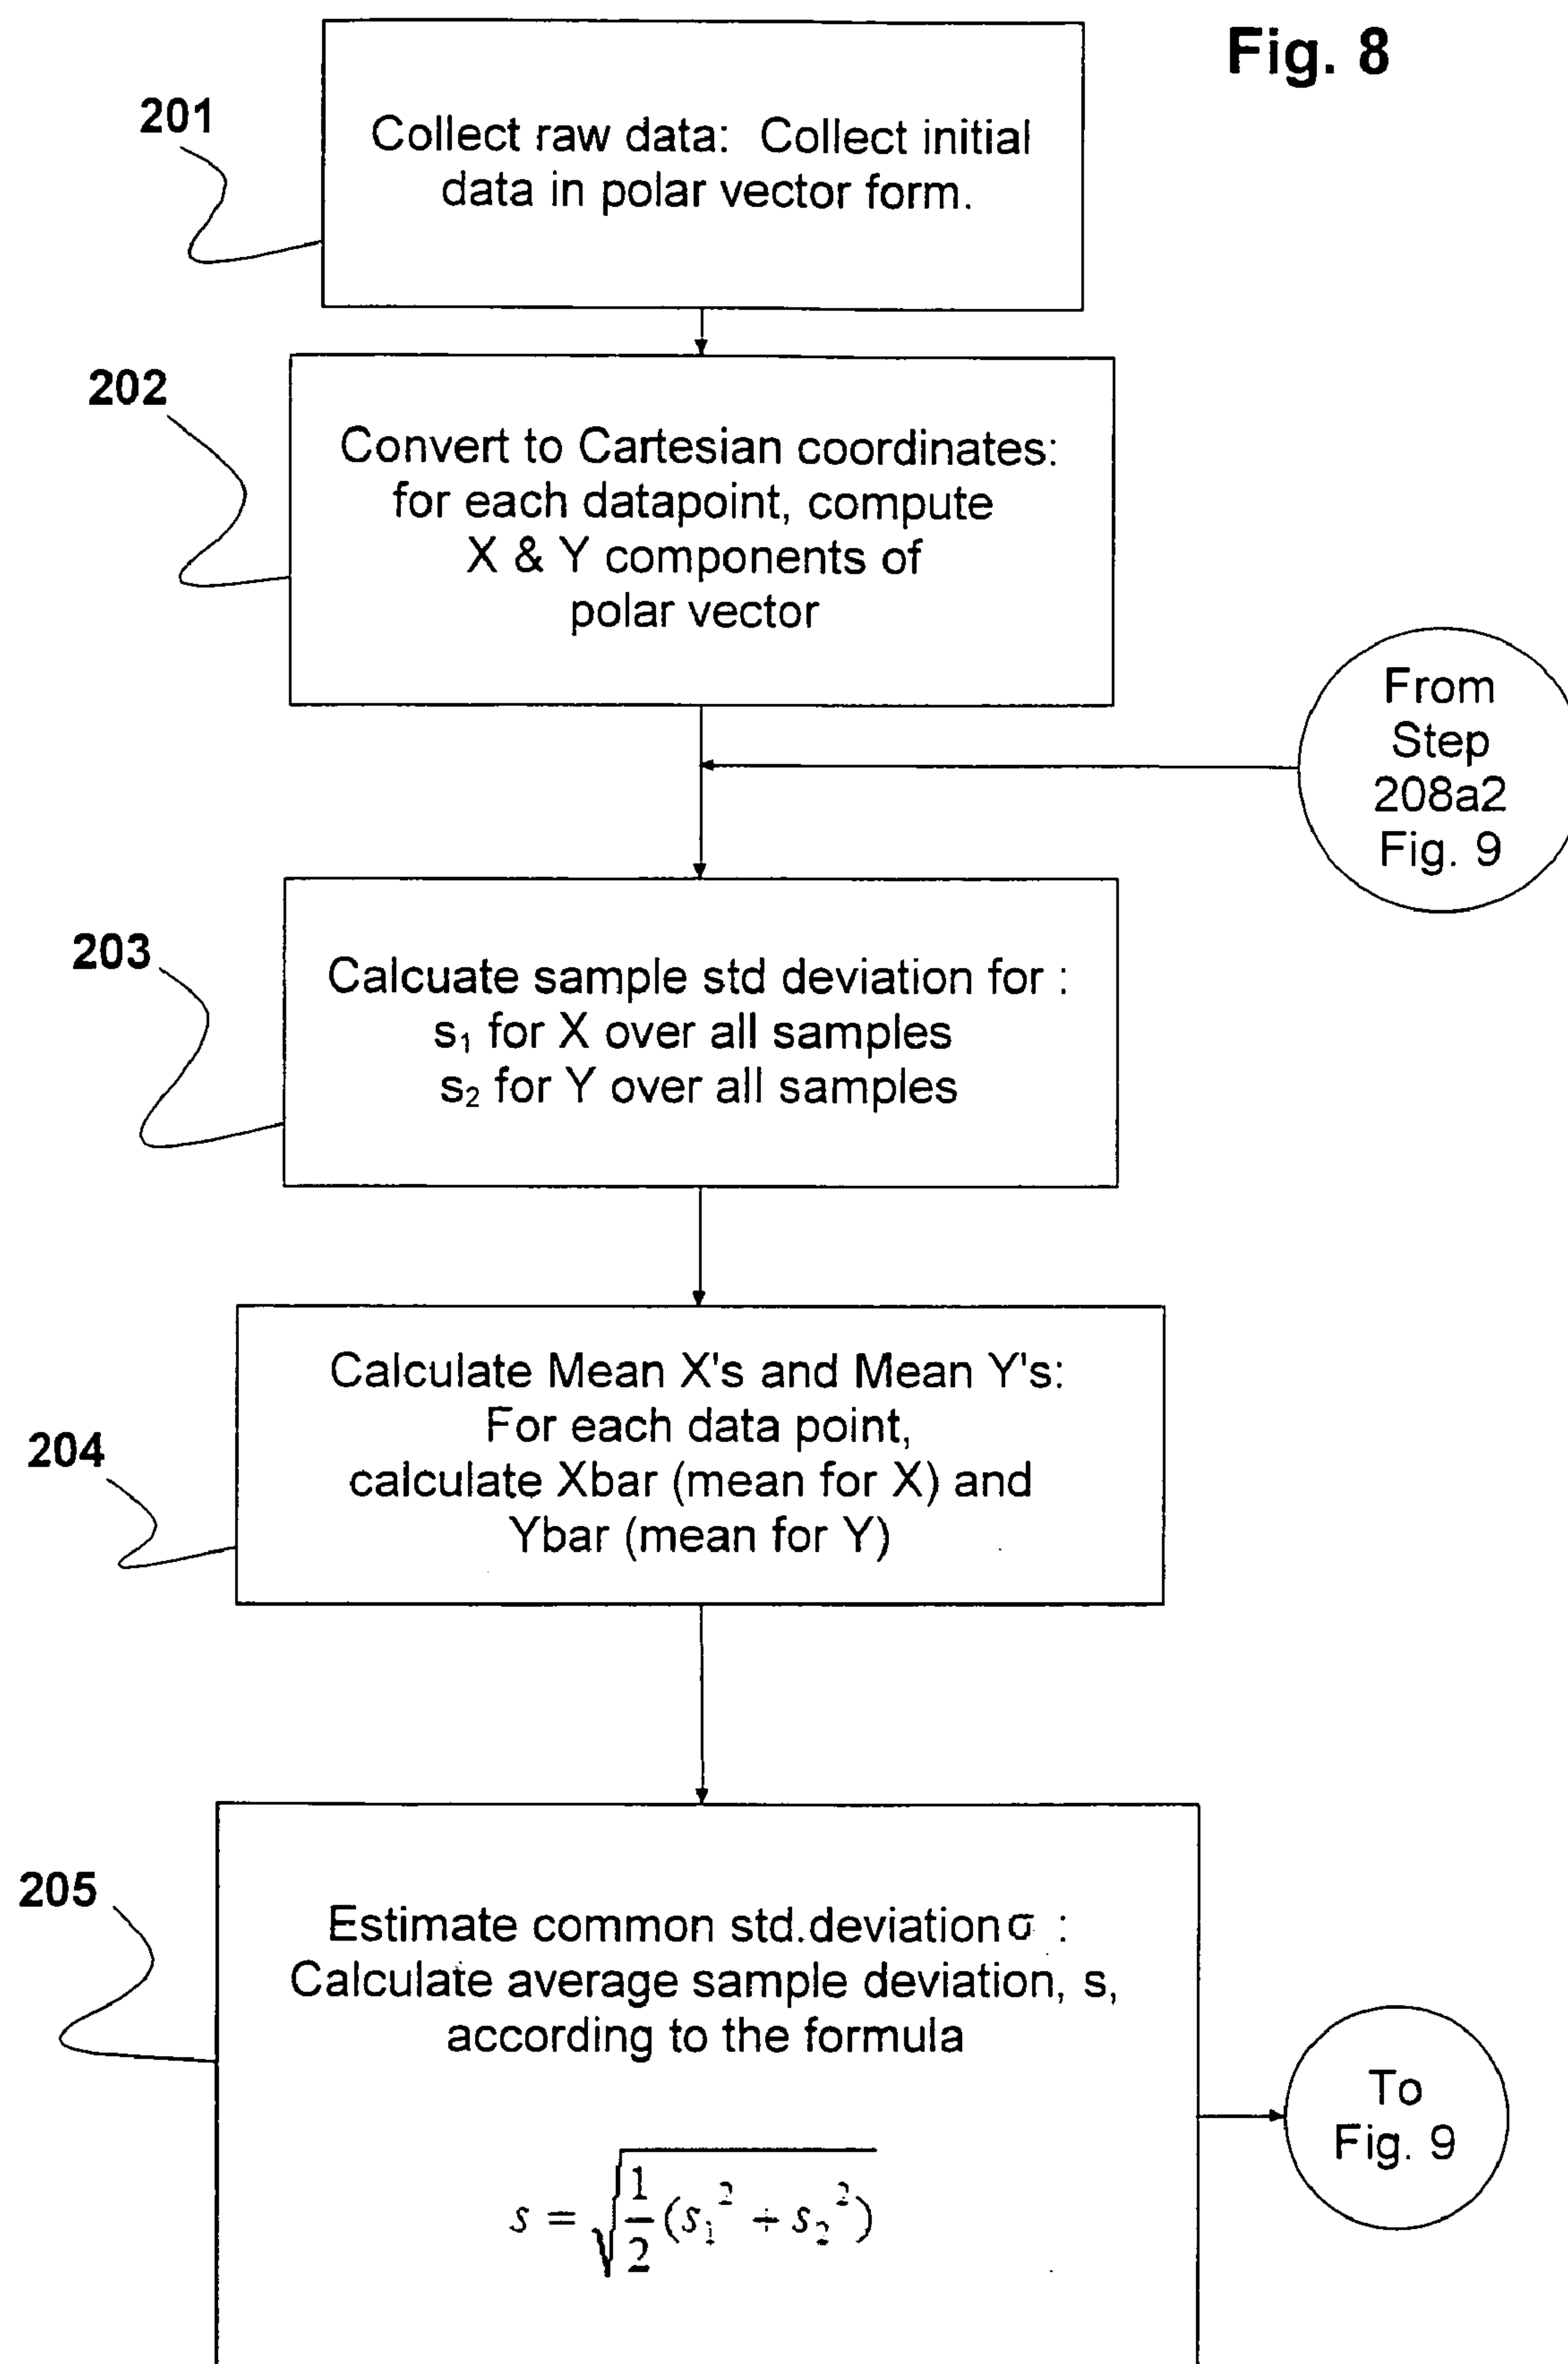 Fig. 8
201
Collect raw data: Collect initial
data in polar vector form.
202
Convert to Cartesian coordinates:
for each datapoint, compute
X & Y components of
polar vector
From
Step
208a2
Fig. 9
203
Calcuate sample std deviation for :
s₁ for X over all samples
s₂ for Y over all samples
204
Calculate Mean X's and Mean Y's:
For each data point,
calculate Xbar (mean for X) and
Ybar (mean for Y)
205
Estimate common std.deviation σ :
Calculate average sample deviation, s,
according to the formula
s = √(1/2 (s₁² + s₂²))
To
Fig. 9